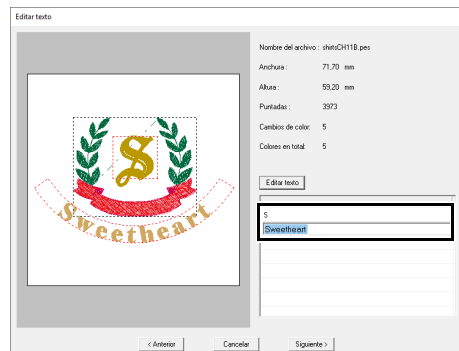 Editar texto
Nombre del archivo : shirtsCH11B.pes
Anchura : 71,70 mm
Altura : 59,20 mm
Puntadas : 3973
Cambios de color: 5
Colores en total: 5
Editar texto
S
Sweetheart
S
Sweetheart
< Anterior
Cancelar
Siguiente >